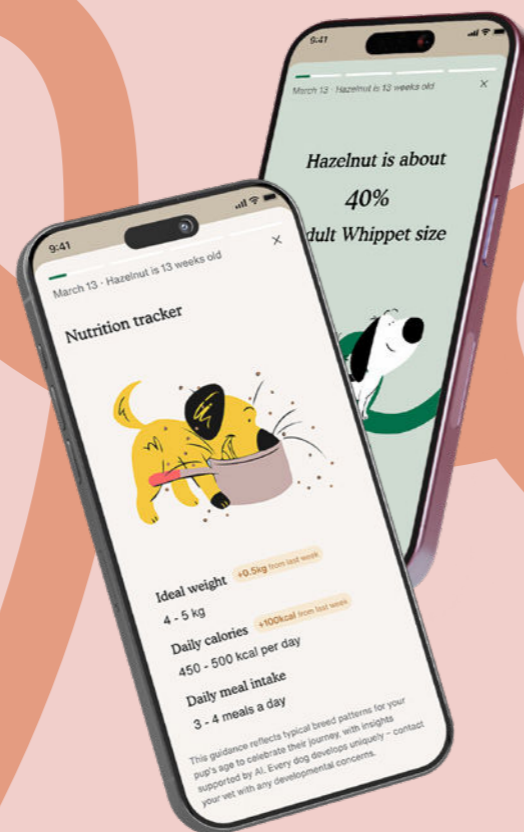 9:41
March 13 · Hazelnut is 13 weeks old
Hazelnut is about
40%
dult Whippet size
9:41
March 13 · Hazelnut is 13 weeks old
Nutrition tracker
Ideal weight +0.5kg from last week
4 - 5 kg
Daily calories +100kcal from last week
450 - 500 kcal per day
Daily meal intake
3 - 4 meals a day
This guidance reflects typical breed patterns for your
pup's age to celebrate their journey, with insights
supported by AI. Every dog develops uniquely – contact
your vet with any developmental concerns.